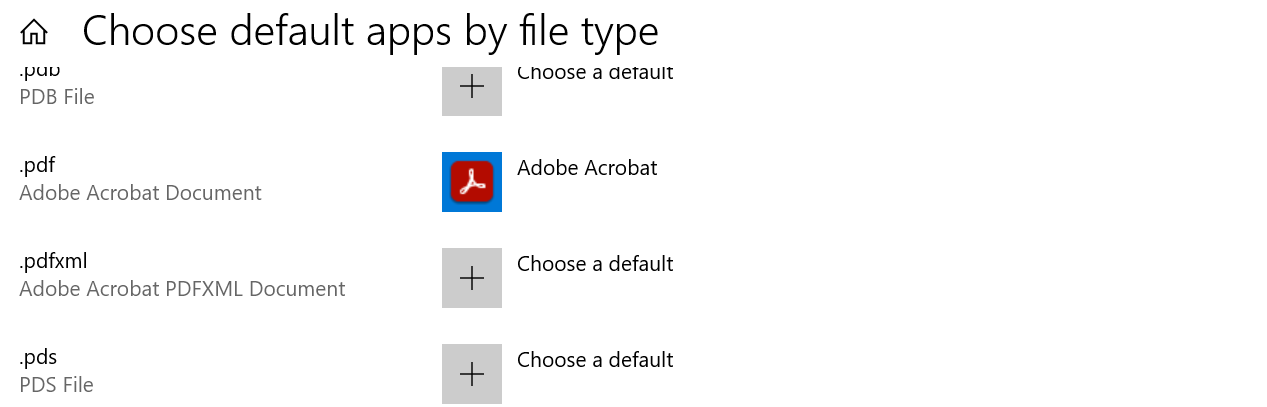 Choose default apps by file type
.pdb
Choose a default
PDB File
.pdf
Adobe Acrobat
Adobe Acrobat Document
.pdfxml
Choose a default
Adobe Acrobat PDFXML Document
.pds
Choose a default
PDS File